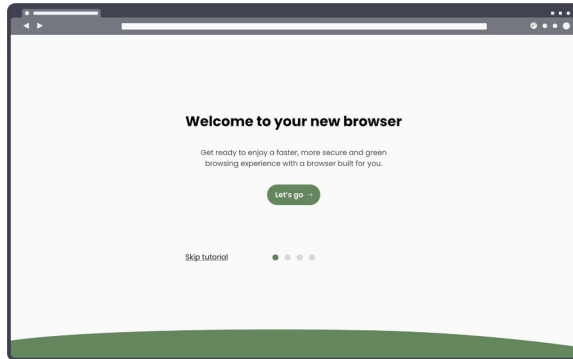 Welcome to your new browser
Get ready to enjoy a faster, more secure and green
browsing experience with a browser built for you.
Let's go →
Skip tutorial